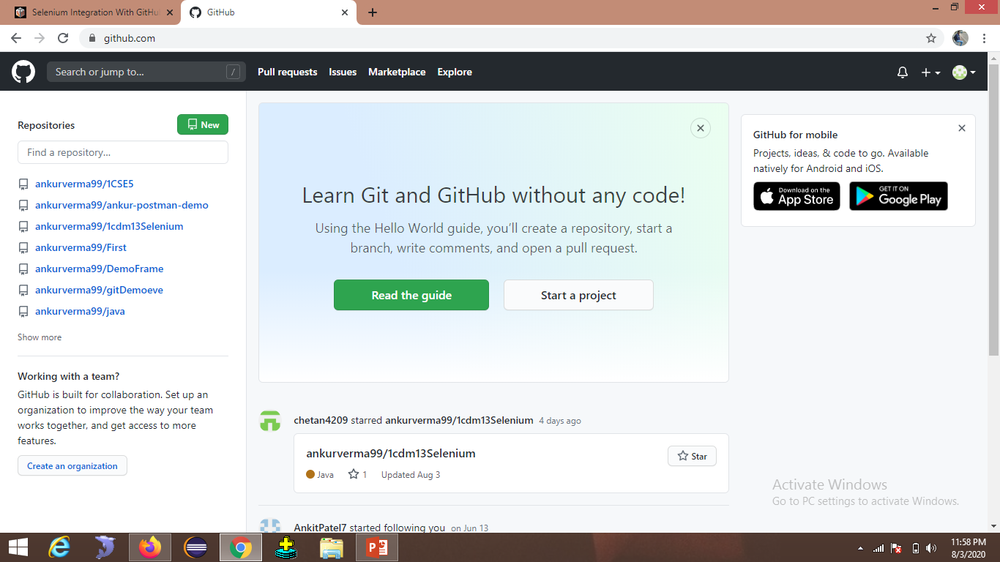 Selenium Integration With GitHu
GitHub
github.com
Search or jump to...
/
Pull requests
Issues
Marketplace
Explore
Repositories
New
Find a repository...
ankurverma99/1CSE5
ankurverma99/ankur-postman-demo
ankurverma99/1cdm13Selenium
ankurverma99/First
ankurverma99/DemoFrame
ankurverma99/gitDemoeve
ankurverma99/java
Show more
Working with a team?
GitHub is built for collaboration. Set up an
organization to improve the way your team
works together, and get access to more
features.
Create an organization
Learn Git and GitHub without any code!
Using the Hello World guide, you’ll create a repository, start a
branch, write comments, and open a pull request.
Read the guide
Start a project
chetan4209 starred ankurverma99/1cdm13Selenium 4 days ago
ankurverma99/1cdm13Selenium
Star
Java
1
Updated Aug 3
AnkitPatel7 started following you on Jun 13
GitHub for mobile
Projects, ideas, & code to go. Available
natively for Android and iOS.
Download on the
App Store
GET IT ON
Google Play
Activate Windows
Go to PC settings to activate Windows.
11:58 PM
8/3/2020